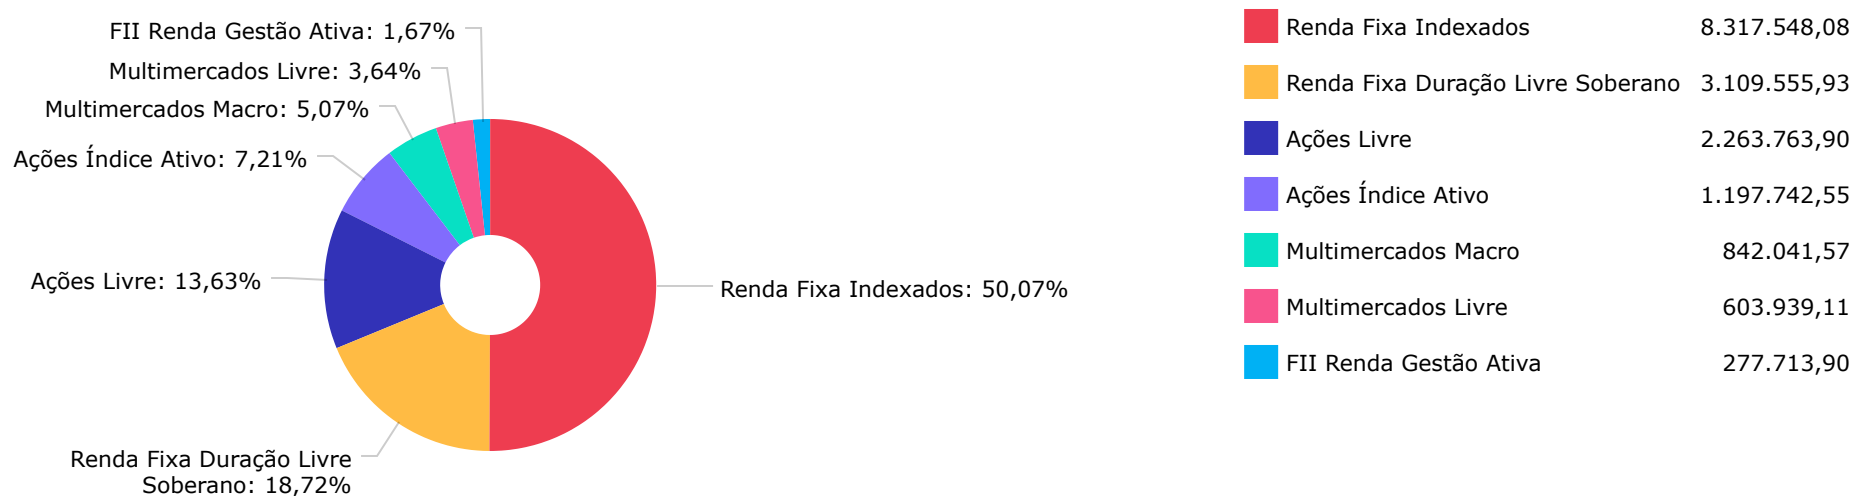 FII Renda Gestão Ativa: 1,67%
Multimercados Livre: 3,64%
Multimercados Macro: 5,07%
Ações Índice Ativo: 7,21%
Ações Livre: 13,63%
Renda Fixa Duração Livre
Soberano: 18,72%
Renda Fixa Indexados: 50,07%
Renda Fixa Indexados 8.317.548,08
Renda Fixa Duração Livre Soberano 3.109.555,93
Ações Livre 2.263.763,90
Ações Índice Ativo 1.197.742,55
Multimercados Macro 842.041,57
Multimercados Livre 603.939,11
FII Renda Gestão Ativa 277.713,90